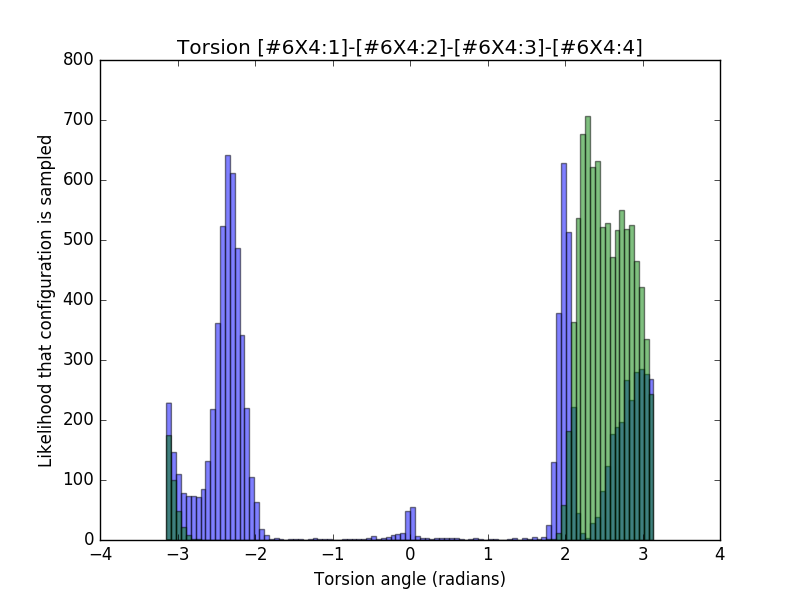 Torsion [#6X4:1]-[#6X4:2]-[#6X4:3]-[#6X4:4]
800
700
600
500
400
300
200
100
0
Likelihood that configuration is sampled
−4 −3 −2 −1 0 1 2 3 4
Torsion angle (radians)